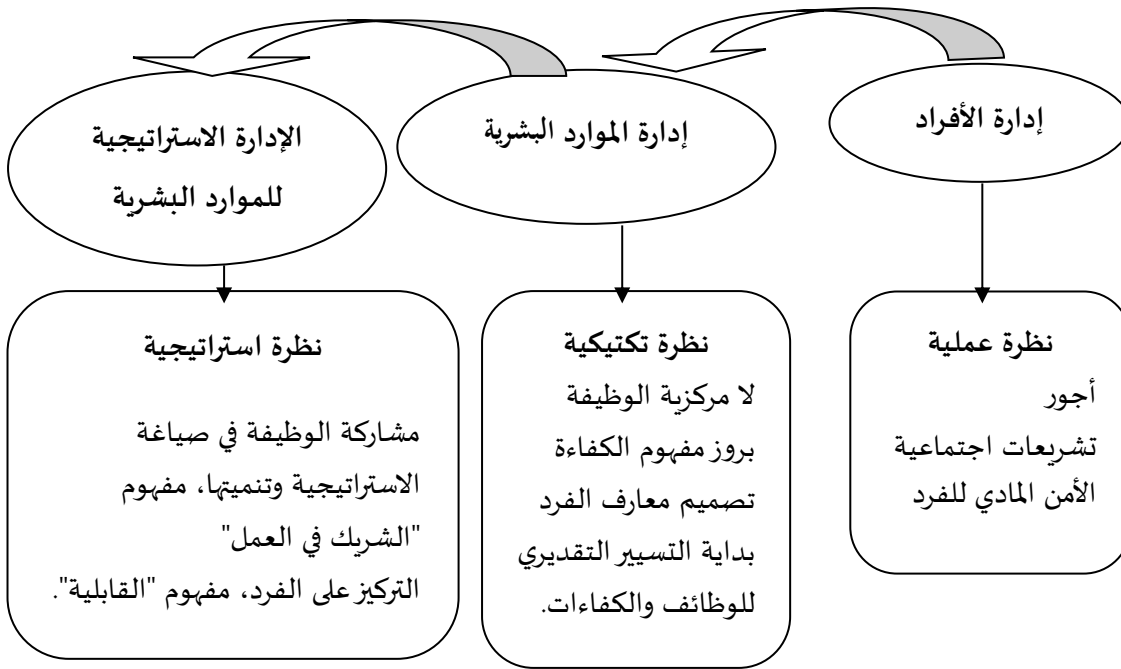 إدارة الأفراد
إدارة الموارد البشرية
الإدارة الاستراتيجية
للموارد البشرية
نظرة عملية
أجور
تشريعات اجتماعية
الأمن المادي للفرد
نظرة تكتيكية
لا مركزية الوظيفة
بروز مفهوم الكفاءة
تصميم معارف الفرد
بداية التسيير التقديري
للوظائف والكفاءات.
نظرة استراتيجية
مشاركة الوظيفة في صياغة
الاستراتيجية وتنميتها، مفهوم
"الشريك في العمل"
التركيز على الفرد، مفهوم "القابلية".